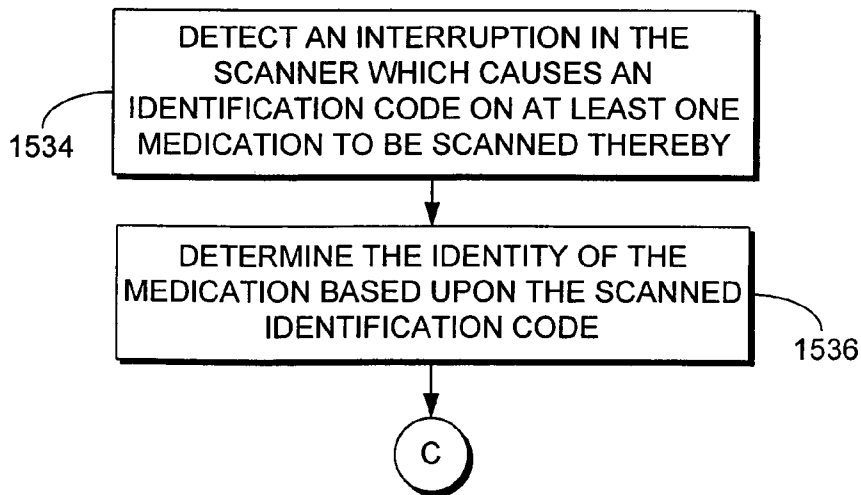 DETECT AN INTERRUPTION IN THE
SCANNER WHICH CAUSES AN
IDENTIFICATION CODE ON AT LEAST ONE
MEDICATION TO BE SCANNED THEREBY
1534
DETERMINE THE IDENTITY OF THE
MEDICATION BASED UPON THE SCANNED
IDENTIFICATION CODE
1536
C